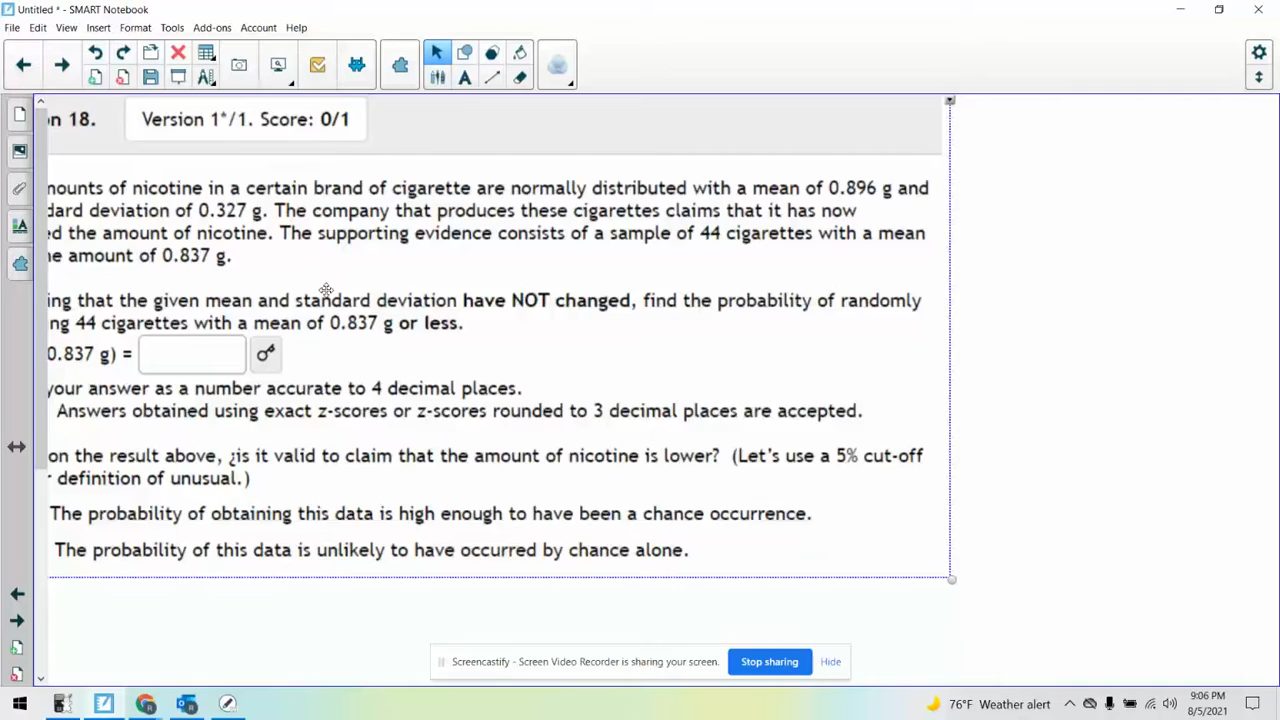 Untitled * - SMART Notebook
File Edit View Insert Format Tools Add-ons Account Help
n 18.
Version 1*/1. Score: 0/1
nounts of nicotine in a certain brand of cigarette are normally distributed with a mean of 0.896 g and
dard deviation of 0.327 g. The company that produces these cigarettes claims that it has now
ed the amount of nicotine. The supporting evidence consists of a sample of 44 cigarettes with a mean
ne amount of 0.837 g.
ing that the given mean and standard deviation have NOT changed, find the probability of randomly
ng 44 cigarettes with a mean of 0.837 g or less.
0.837 g) =
your answer as a number accurate to 4 decimal places.
Answers obtained using exact z-scores or z-scores rounded to 3 decimal places are accepted.
on the result above, ¿is it valid to claim that the amount of nicotine is lower? (Let's use a 5% cut-off
r definition of unusual.)
The probability of obtaining this data is high enough to have been a chance occurrence.
The probability of this data is unlikely to have occurred by chance alone.
Screencastify - Screen Video Recorder is sharing your screen.
Stop sharing
Hide
76°F Weather alert
9:06 PM
8/5/2021